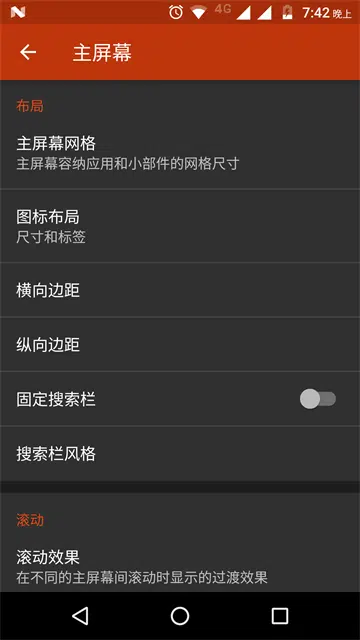 4G 7:42 晚上
主屏幕
布局
主屏幕网格
主屏幕容纳应用和小部件的网格尺寸
图标布局
尺寸和标签
横向边距
纵向边距
固定搜索栏
搜索栏风格
滚动
滚动效果
在不同的主屏幕间滚动时显示的过渡效果